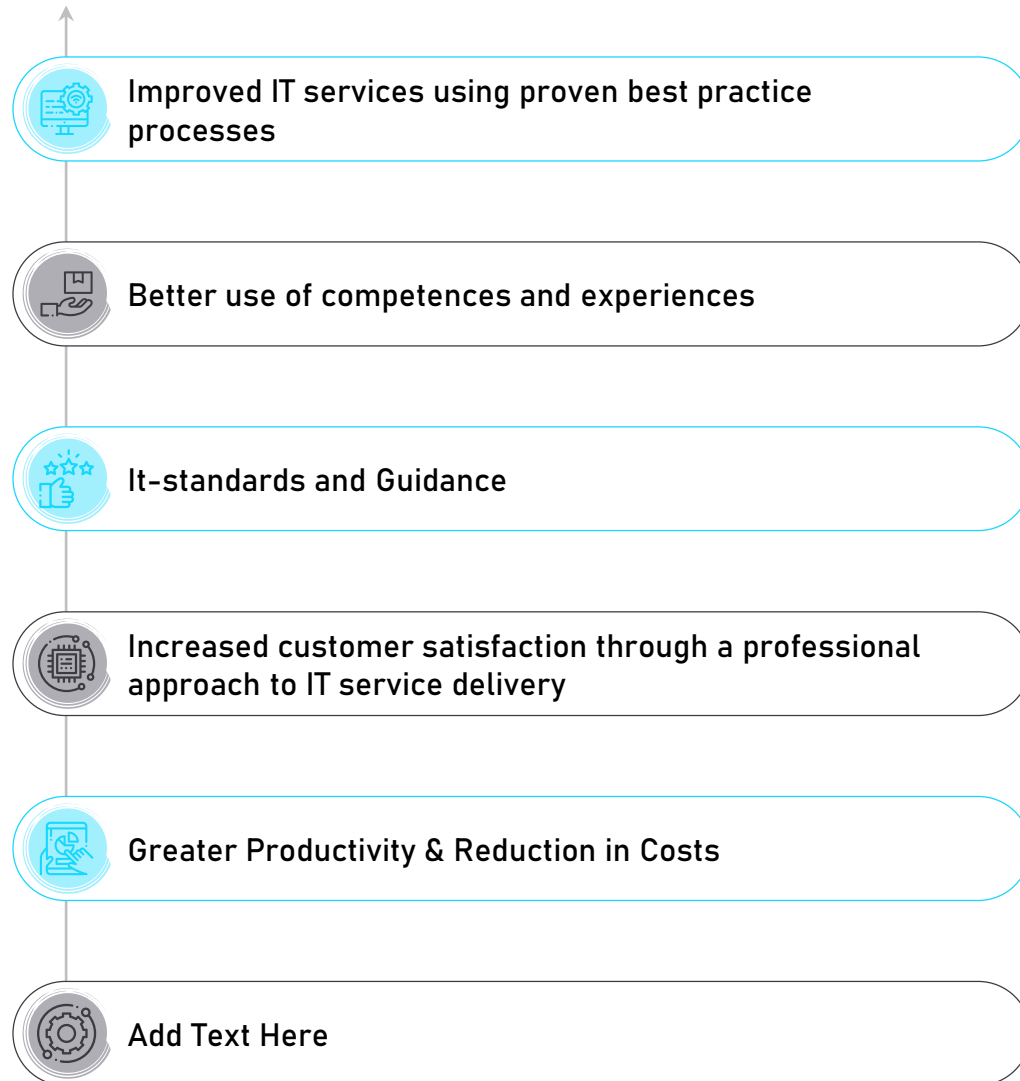 Improved IT services using proven best practice
processes
Better use of competences and experiences
It-standards and Guidance
Increased customer satisfaction through a professional
approach to IT service delivery
Greater Productivity & Reduction in Costs
Add Text Here